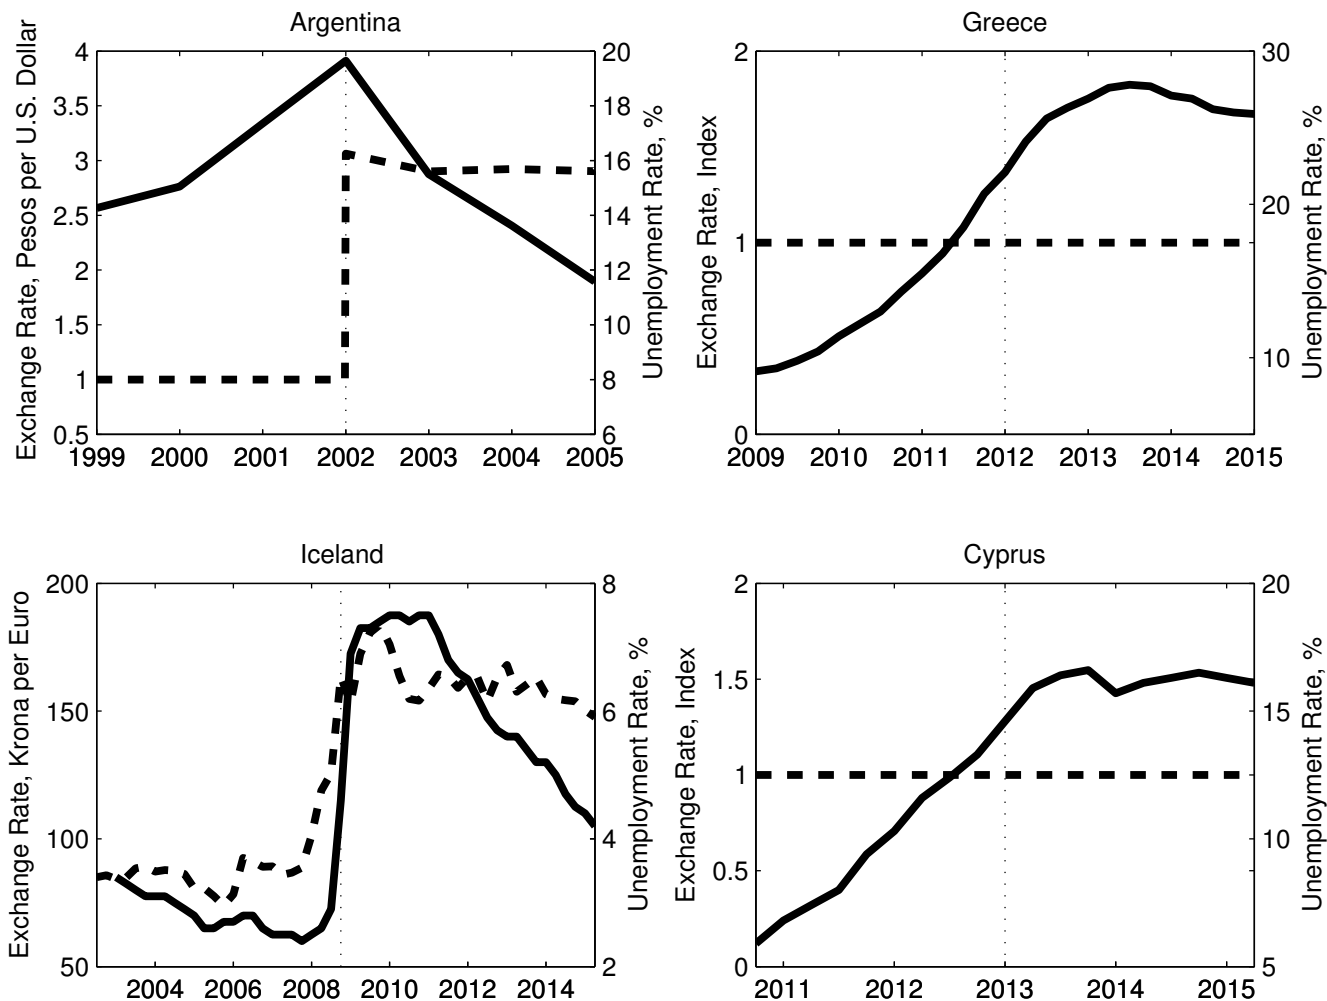 Argentina
Exchange Rate, Pesos per U.S. Dollar
4
3.5
3
2.5
2
1.5
1
0.5
20
18
16
14
12
10
8
6
Unemployment Rate, %
1999 2000 2001 2002 2003 2004 2005
Greece
Exchange Rate, Index
2
1
0
30
20
10
Unemployment Rate, %
2009 2010 2011 2012 2013 2014 2015
Iceland
Exchange Rate, Krona per Euro
200
150
100
50
8
6
4
2
Unemployment Rate, %
2004 2006 2008 2010 2012 2014
Cyprus
Exchange Rate, Index
2
1.5
1
0.5
0
20
15
10
5
Unemployment Rate, %
2011 2012 2013 2014 2015